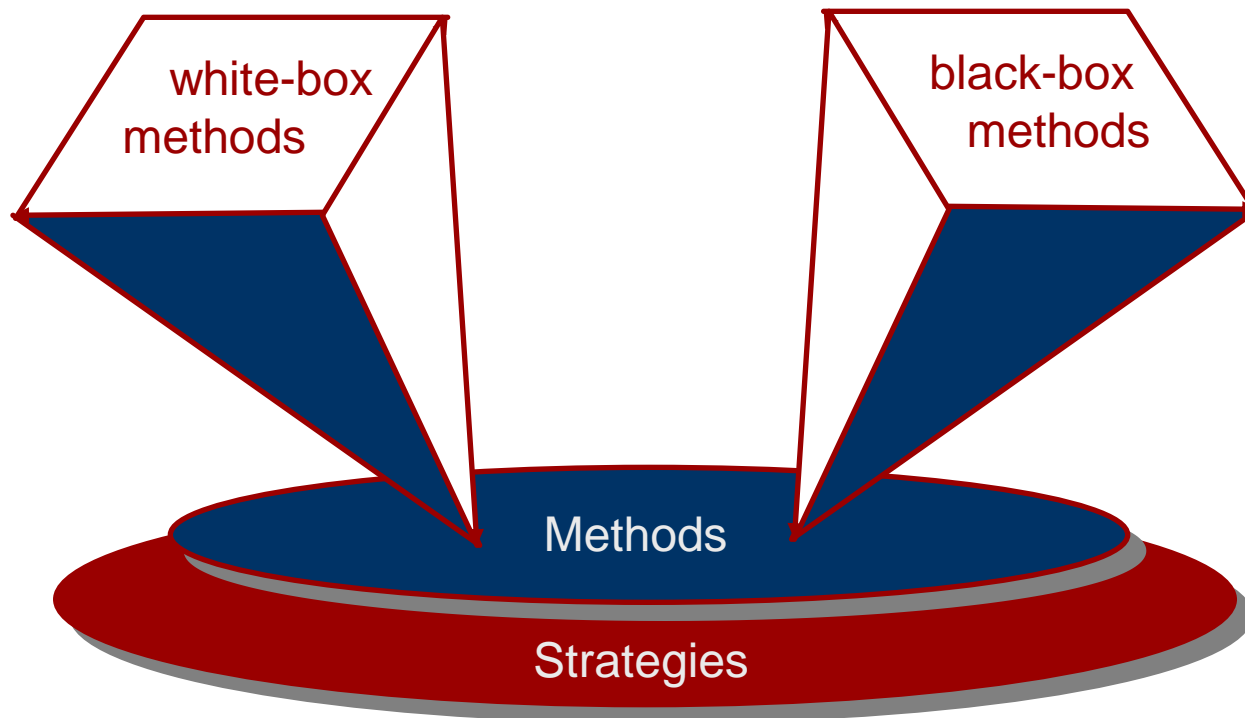 white-box
methods
black-box
methods
Methods
Strategies